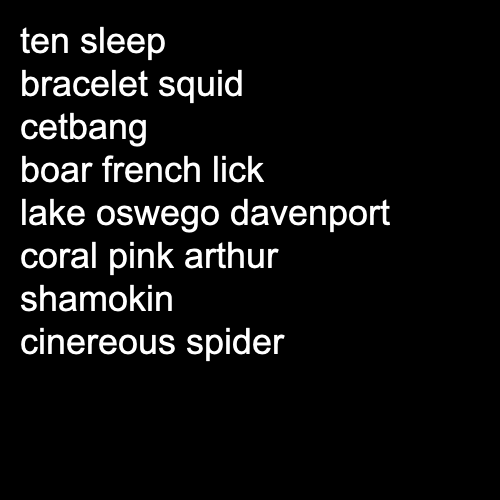 ten sleep
bracelet squid
cetbang
boar french lick
lake oswego davenport
coral pink arthur
shamokin
cinereous spider